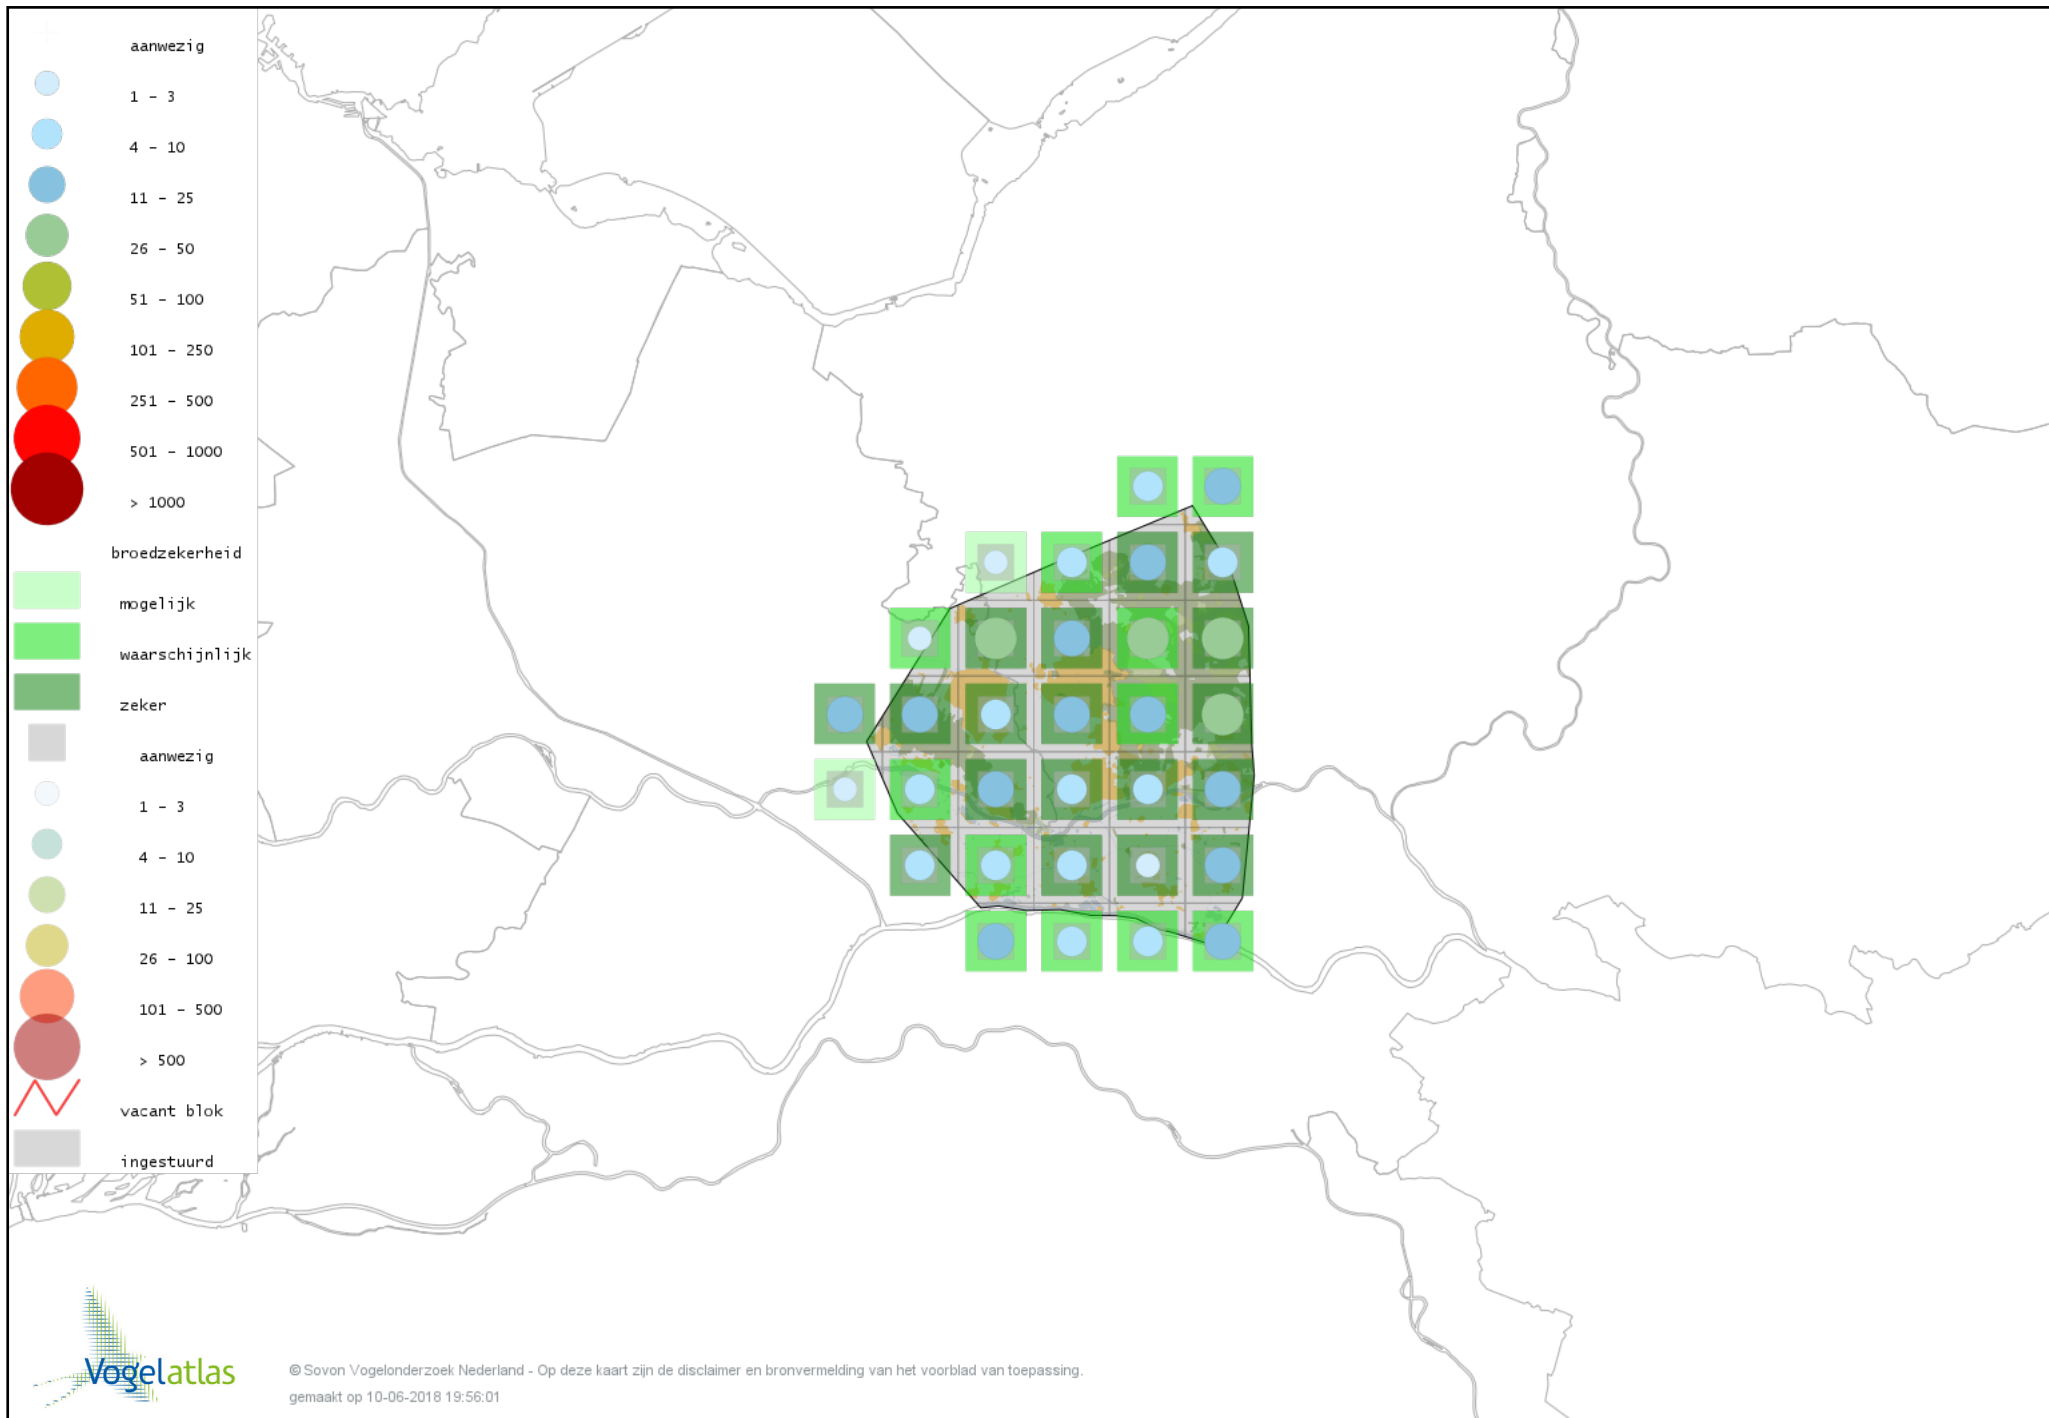 aanwezig
1 - 3
4 - 10
11 - 25
26 - 50
51 - 100
101 - 250
251 - 500
501 - 1000
> 1000
broedzekerheid
mogelijk
waarschijnlijk
zeker
aanwezig
1 - 3
4 - 10
11 - 25
26 - 100
101 - 500
> 500
vacant blok
ingestuurd
Vogelatlas
© Sovon Vogelonderzoek Nederland - Op deze kaart zijn de disclaimer en bronvermelding van het voorblad van toepassing.
gemaakt op 10-06-2018 19:56:01